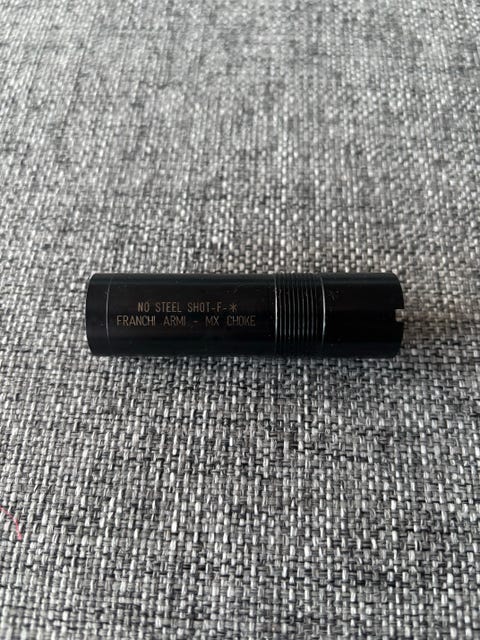 NO STEEL SHOT-F-*
FRANCHI ARMI - MX CHOKE